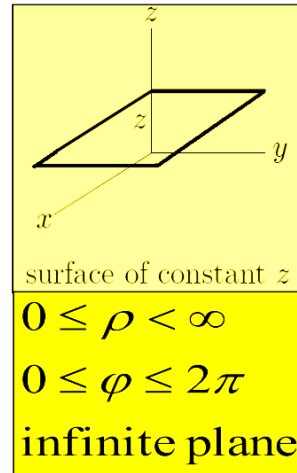 z
z
y
x
surface of constant z
0 ≤ ρ < ∞
0 ≤ φ ≤ 2π
infinite plane